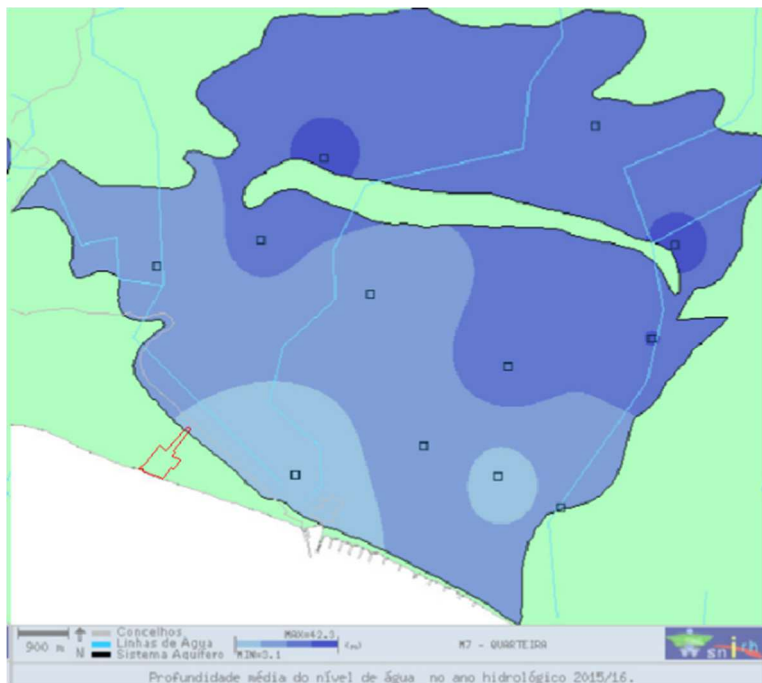 Concelhos
MAX=42.3
900 m
N
Linhas de Água
(m)
M7 - QUARTEIRA
snirh
Sistema Aquífero
MIN=3.1
Profundidade média do nível de água no ano hidrológico 2015/16.